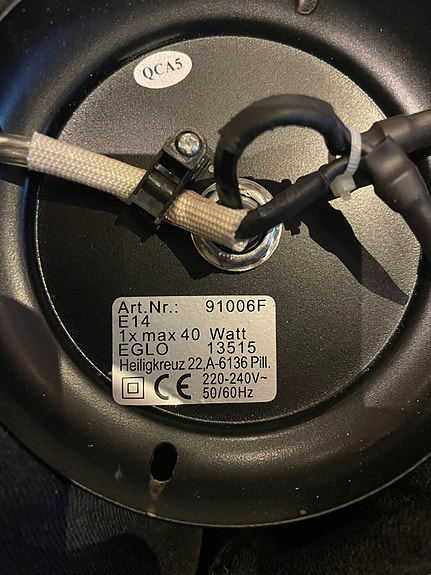 QCA5
Art.Nr.: 91006F
E14
1x max 40 Watt
EGLO 13515
Heiligkreuz 22,A-6136 Pill.
CE 220-240V~
50/60Hz